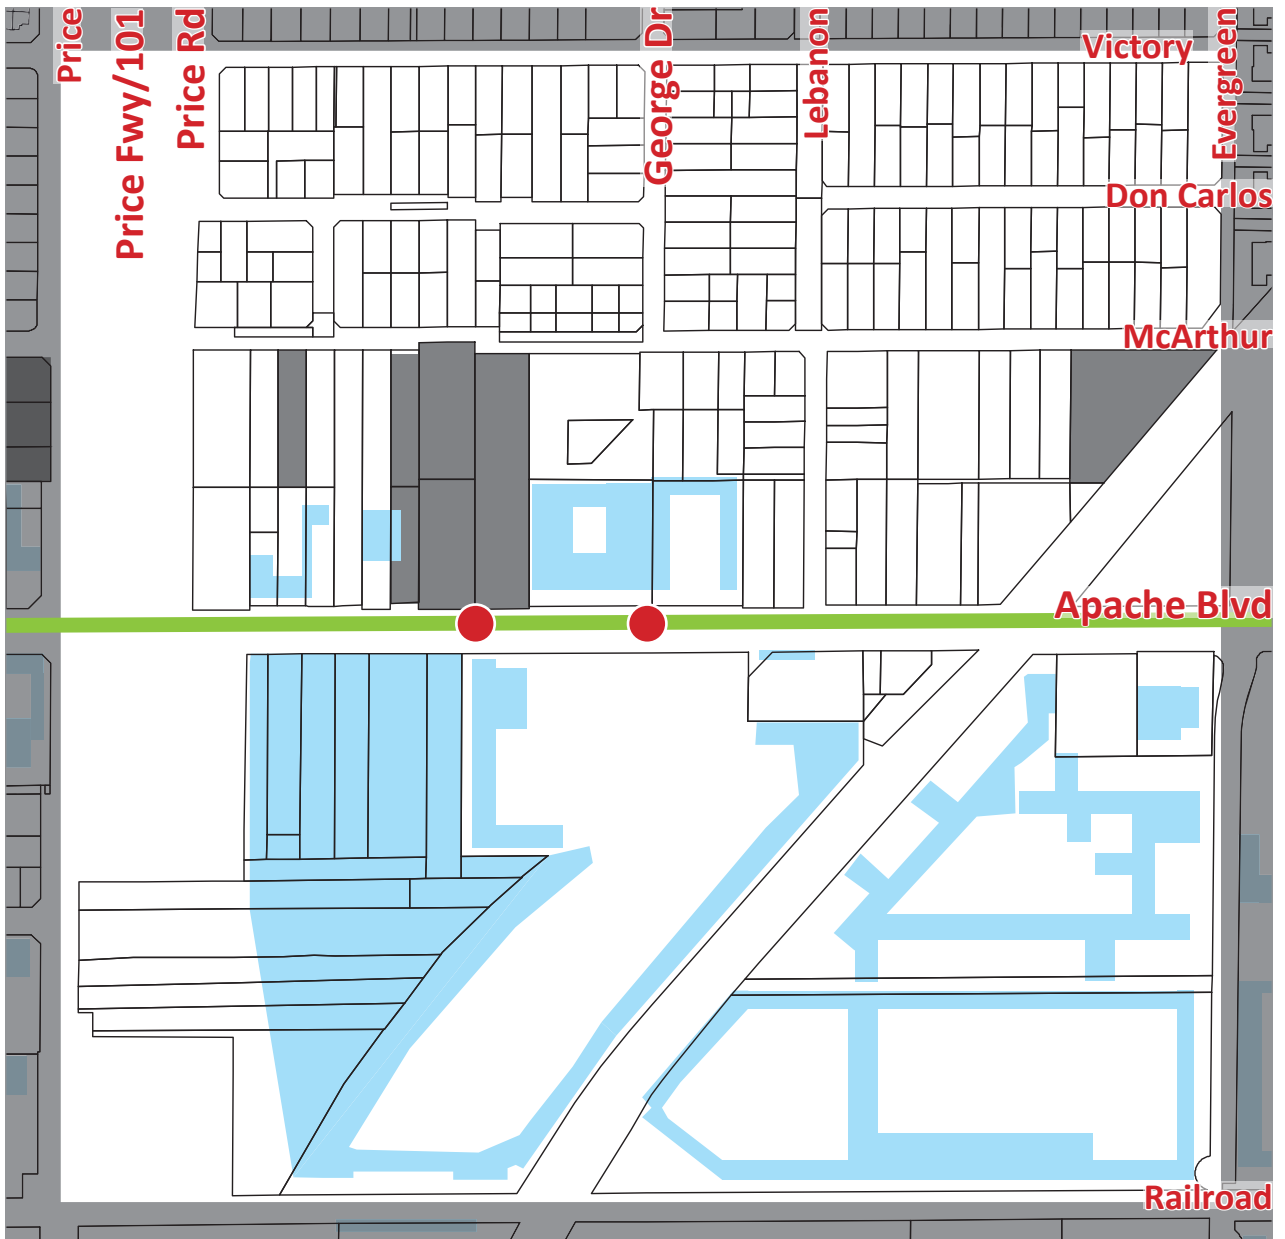 Price
Price Fwy/101
Price Rd
George Dr
Lebanon
Victory
Evergreen
Don Carlos
McArthur
Apache Blvd
Railroad